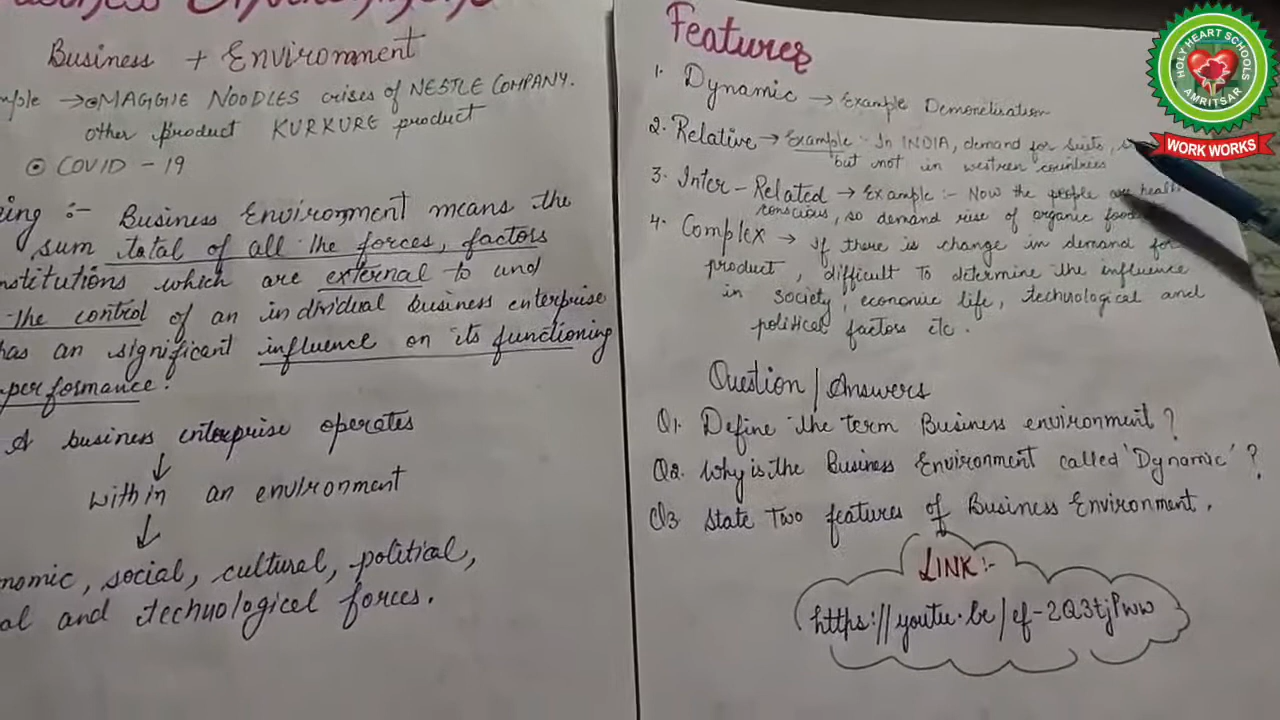 Business + Environment
→ ⊙ MAGGIE NOODLES crises of NESTLE COMPANY.
other product KURKURE product
⊙ COVID - 19
:- Business Environment means the
sum total of all the forces, factors
which are external to and
the control of an individual business enterprise
has an significant influence on its functioning
performance.
A business enterprise operates
↓
within an environment
↓
social, cultural, political,
and technological forces.
Features
1. Dynamic → Example Demonetisation
2. Relative → Example :- In INDIA, demand for suits,
but not in westren countries
3. Inter - Related → Example :- Now the people are health
conscious, so demand rise of organic food
4. Complex → If there is change in demand for
product, difficult to determine the influence
in society, economic life, technological and
political factors etc.
Question / Answers
Q1. Define the term Business environment?
Q2. Why is the Business Environment called 'Dynamic'?
Q3 State Two features of Business Environment.
LINK:-
https://youtu.be/ef-2Q3tjPww
HOLY HEART SCHOOLS
AMRITSAR
WORK WORKS